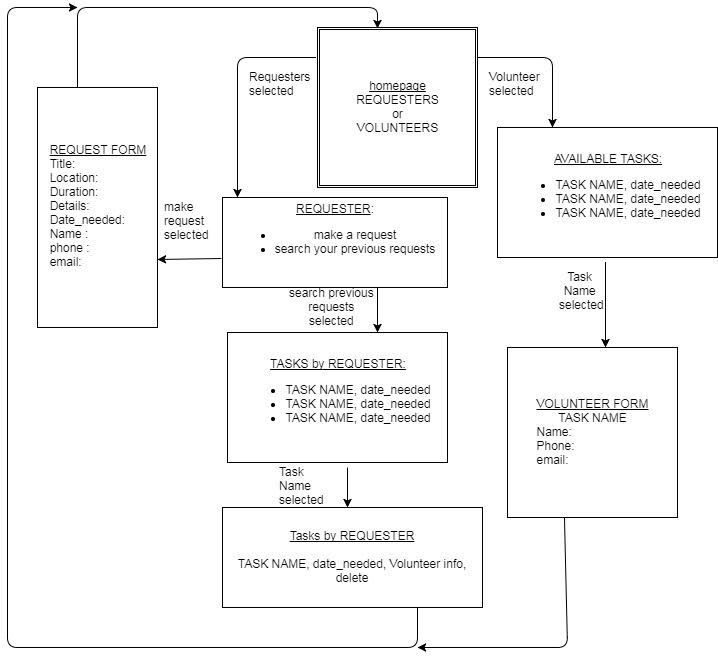 Requesters
selected
homepage
REQUESTERS
or
VOLUNTEERS
Volunteer
selected
REQUEST FORM
Title:
Location:
Duration:
Details:
Date_needed:
Name :
phone :
email:
make
request
selected
REQUESTER:
make a request
search your previous requests
AVAILABLE TASKS:
TASK NAME, date_needed
TASK NAME, date_needed
TASK NAME, date_needed
search previous
requests
selected
Task
Name
selected
TASKS by REQUESTER:
TASK NAME, date_needed
TASK NAME, date_needed
TASK NAME, date_needed
VOLUNTEER FORM
TASK NAME
Name:
Phone:
email:
Task
Name
selected
Tasks by REQUESTER
TASK NAME, date_needed, Volunteer info,
delete